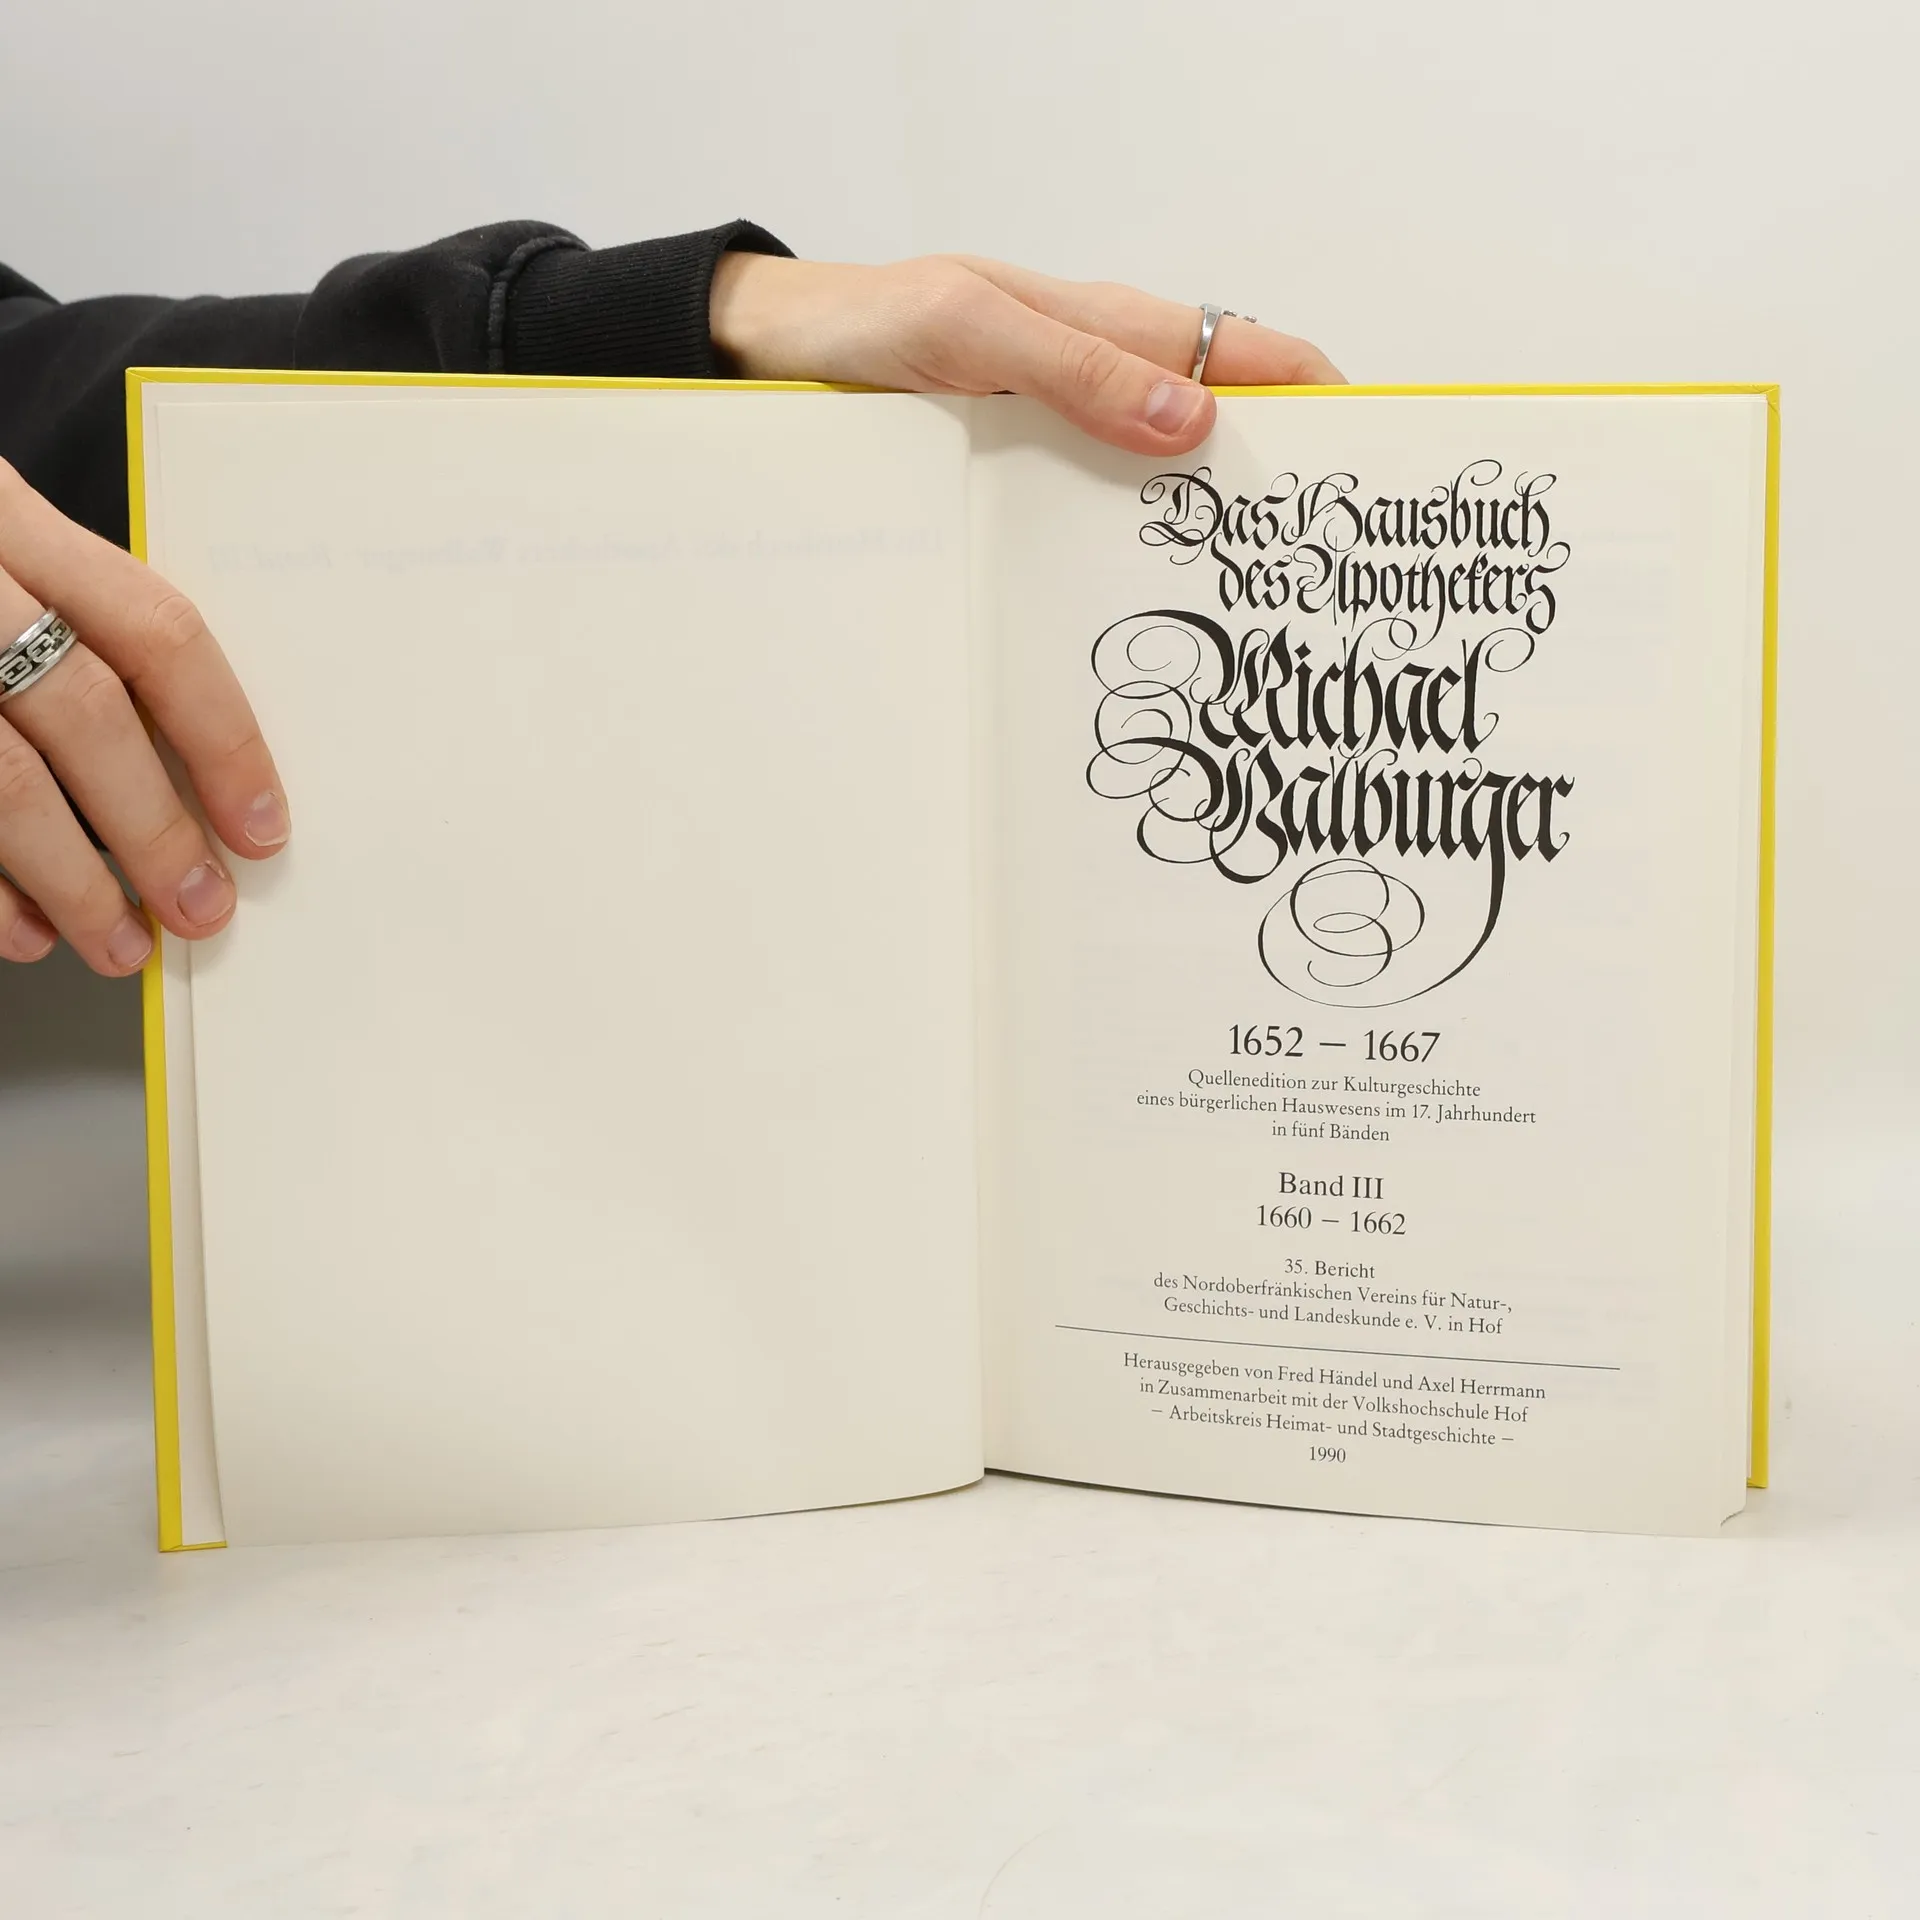 Das Hausbuch
des Apothekers
Michael
Walburger
1652 – 1667
Quellenedition zur Kulturgeschichte
eines bürgerlichen Hauswesens im 17. Jahrhundert
in fünf Bänden
Band III
1660 – 1662
35. Bericht
des Nordoberfränkischen Vereins für Natur-,
Geschichts- und Landeskunde e. V. in Hof
Herausgegeben von Fred Händel und Axel Herrmann
in Zusammenarbeit mit der Volkshochschule Hof
– Arbeitskreis Heimat- und Stadtgeschichte –
1990